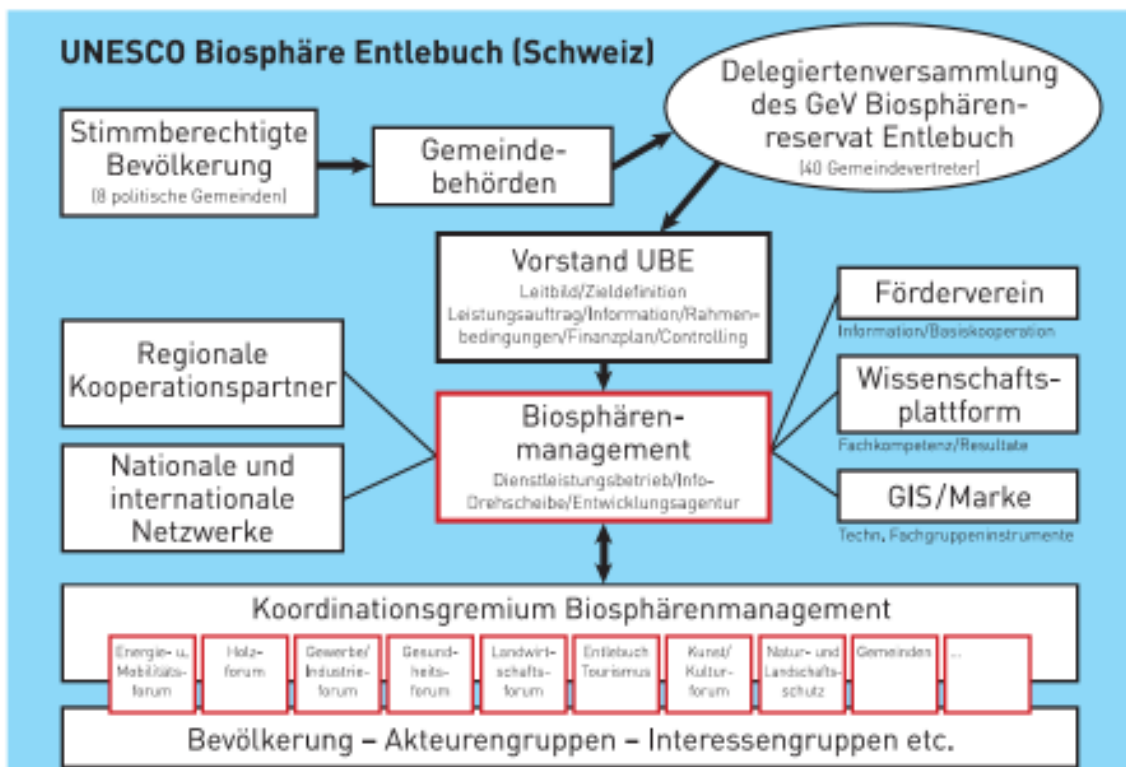 UNESCO Biosphäre Entlebuch (Schweiz)
Stimmberechtigte
Bevölkerung
(8 politische Gemeinden)
Gemeinde-
behörden
Delegiertenversammlung
des GeV Biosphären-
reservat Entlebuch
(40 Gemeindevertreter)
Vorstand UBE
Leitbild/Zieldefinition
Leistungsauftrag/Information/Rahmen-
bedingungen/Finanzplan/Controlling
Regionale
Kooperationspartner
Nationale und
internationale
Netzwerke
Biosphären-
management
Dienstleistungsbetrieb/Info-
Drehscheibe/Entwicklungsagentur
Förderverein
Information/Basiskooperation
Wissenschafts-
plattform
Fachkompetenz/Resultate
GIS/Marke
Techn. Fachgruppeninstrumente
Koordinationsgremium Biosphärenmanagement
Energie- u.
Mobilitäts-
forum
Holz-
forum
Gewerbe/
Industrie-
forum
Gesund-
heits-
forum
Landwirt-
schafts-
forum
Entlebuch
Tourismus
Kunst/
Kultur-
forum
Natur- und
Landschafts-
schutz
Gemeinden
...
Bevölkerung – Akteurengruppen – Interessengruppen etc.